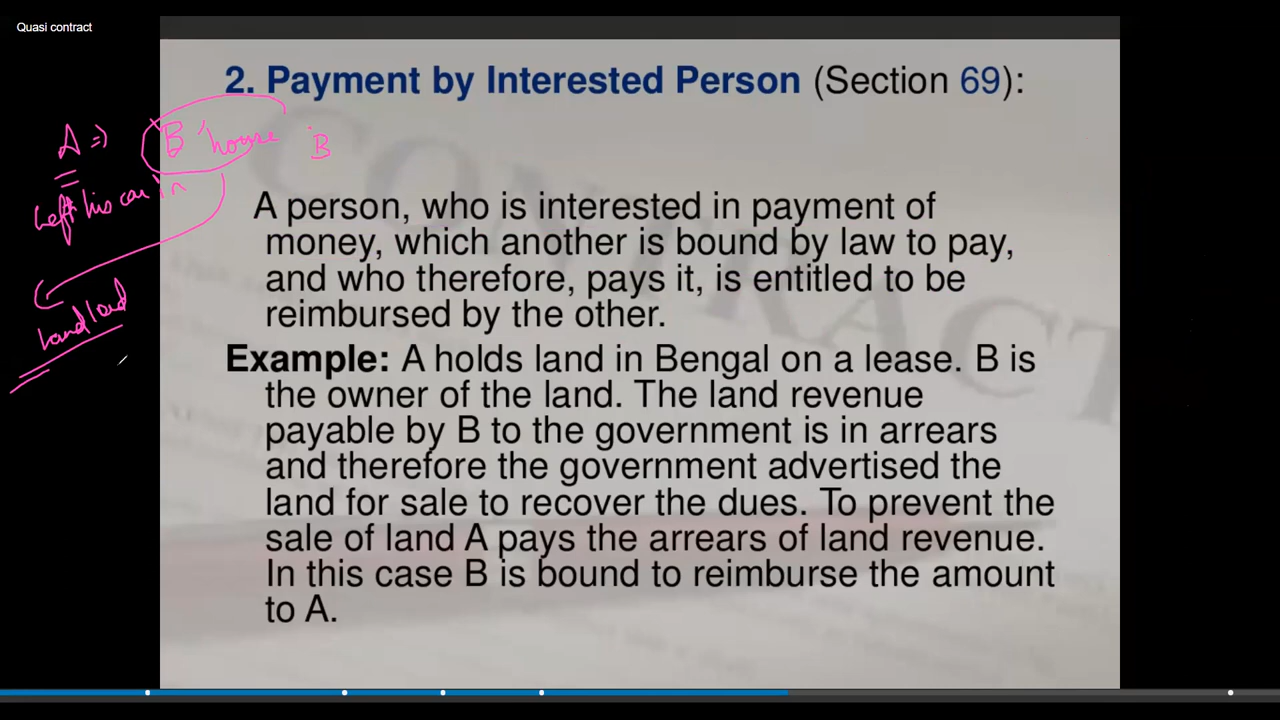 Quasi contract
2. Payment by Interested Person (Section 69):
A => B' house B
Left his car in
landlord
A person, who is interested in payment of
money, which another is bound by law to pay,
and who therefore, pays it, is entitled to be
reimbursed by the other.
Example: A holds land in Bengal on a lease. B is
the owner of the land. The land revenue
payable by B to the government is in arrears
and therefore the government advertised the
land for sale to recover the dues. To prevent the
sale of land A pays the arrears of land revenue.
In this case B is bound to reimburse the amount
to A.
CONTRACT